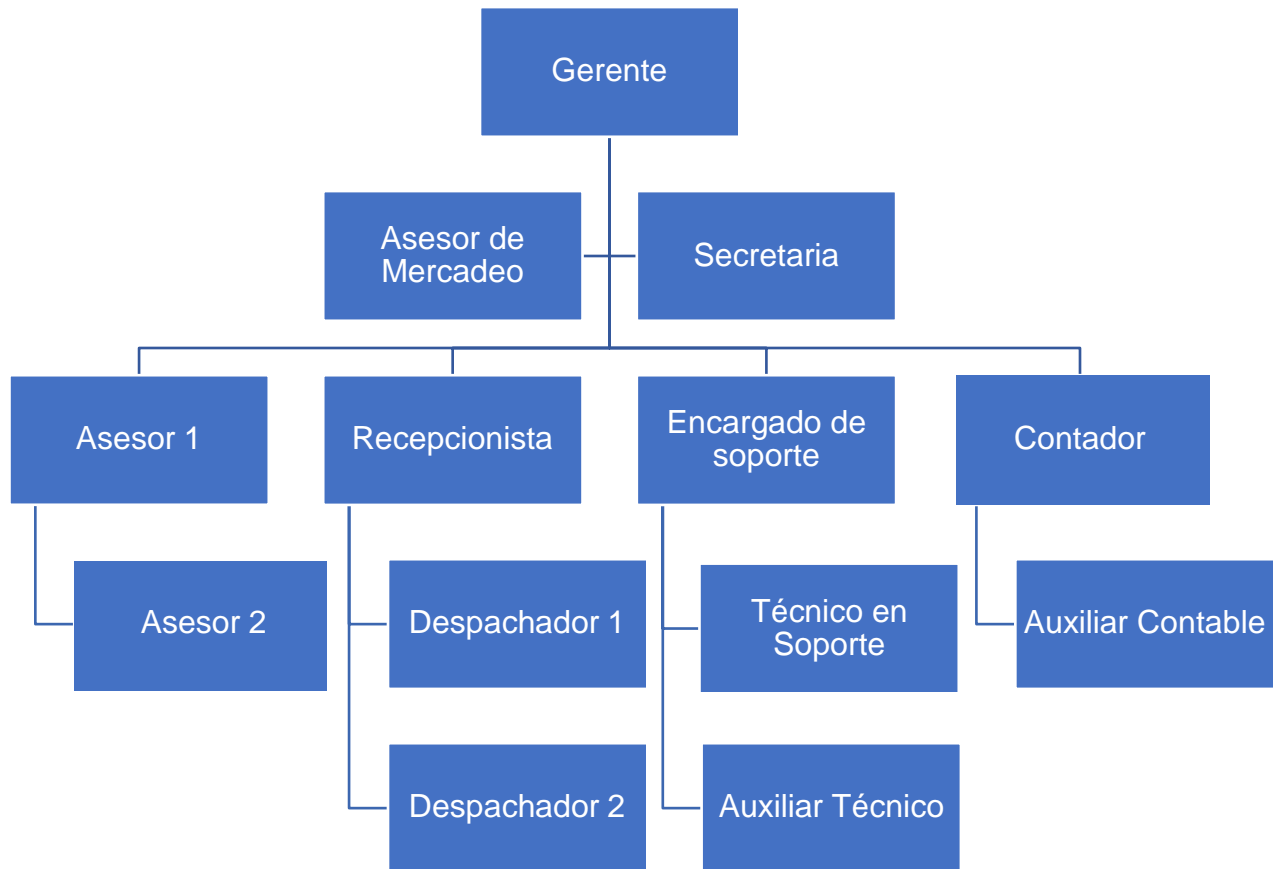 Gerente
Asesor de
Mercadeo
Secretaria
Asesor 1
Recepcionista
Encargado de
soporte
Contador
Asesor 2
Despachador 1
Técnico en
Soporte
Auxiliar Contable
Despachador 2
Auxiliar Técnico